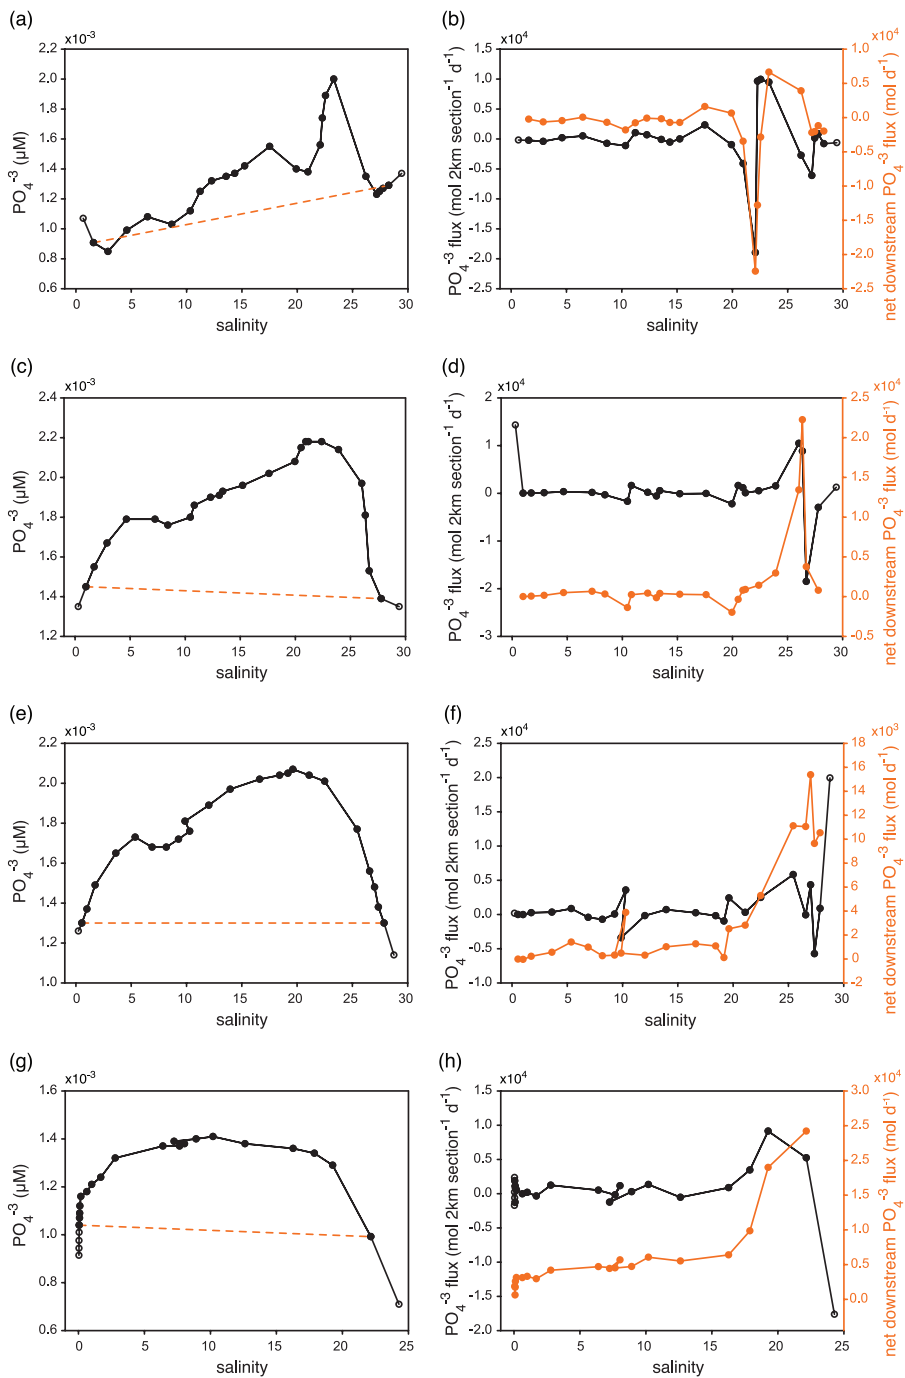 (a)
x10⁻³
2.2
2.0
1.8
1.6
1.4
1.2
1.0
0.8
0.6
PO₄⁻³ (µM)
0 5 10 15 20 25 30
salinity
(b)
x10⁴
1.5
1.0
0.5
0.0
-0.5
-1.0
-1.5
-2.0
-2.5
PO₄⁻³ flux (mol 2km section⁻¹ d⁻¹)
0 5 10 15 20 25 30
salinity
x10⁴
1.0
0.5
0.0
-0.5
-1.0
-1.5
-2.0
-2.5
net downstream PO₄⁻³ flux (mol d⁻¹)
(c)
x10⁻³
2.4
2.2
2.0
1.8
1.6
1.4
1.2
PO₄⁻³ (µM)
0 5 10 15 20 25 30
salinity
(d)
x10⁴
2
1
0
-1
-2
-3
PO₄⁻³ flux (mol 2km section⁻¹ d⁻¹)
0 5 10 15 20 25 30
salinity
x10⁴
2.5
2.0
1.5
1.0
0.5
0.0
-0.5
net downstream PO₄⁻³ flux (mol d⁻¹)
(e)
x10⁻³
2.2
2.0
1.8
1.6
1.4
1.2
1.0
PO₄⁻³ (µM)
0 5 10 15 20 25 30
salinity
(f)
x10⁴
2.5
2.0
1.5
1.0
0.5
0.0
-0.5
-1.0
PO₄⁻³ flux (mol 2km section⁻¹ d⁻¹)
0 5 10 15 20 25 30
salinity
x10³
18
16
14
12
10
8
6
4
2
0
-2
net downstream PO₄⁻³ flux (mol d⁻¹)
(g)
x10⁻³
1.6
1.4
1.2
1.0
0.8
0.6
PO₄⁻³ (µM)
0 5 10 15 20 25
salinity
(h)
x10⁴
1.5
1.0
0.5
0.0
-0.5
-1.0
-1.5
-2.0
PO₄⁻³ flux (mol 2km section⁻¹ d⁻¹)
0 5 10 15 20 25
salinity
x10⁴
3.0
2.5
2.0
1.5
1.0
0.5
0.0
net downstream PO₄⁻³ flux (mol d⁻¹)